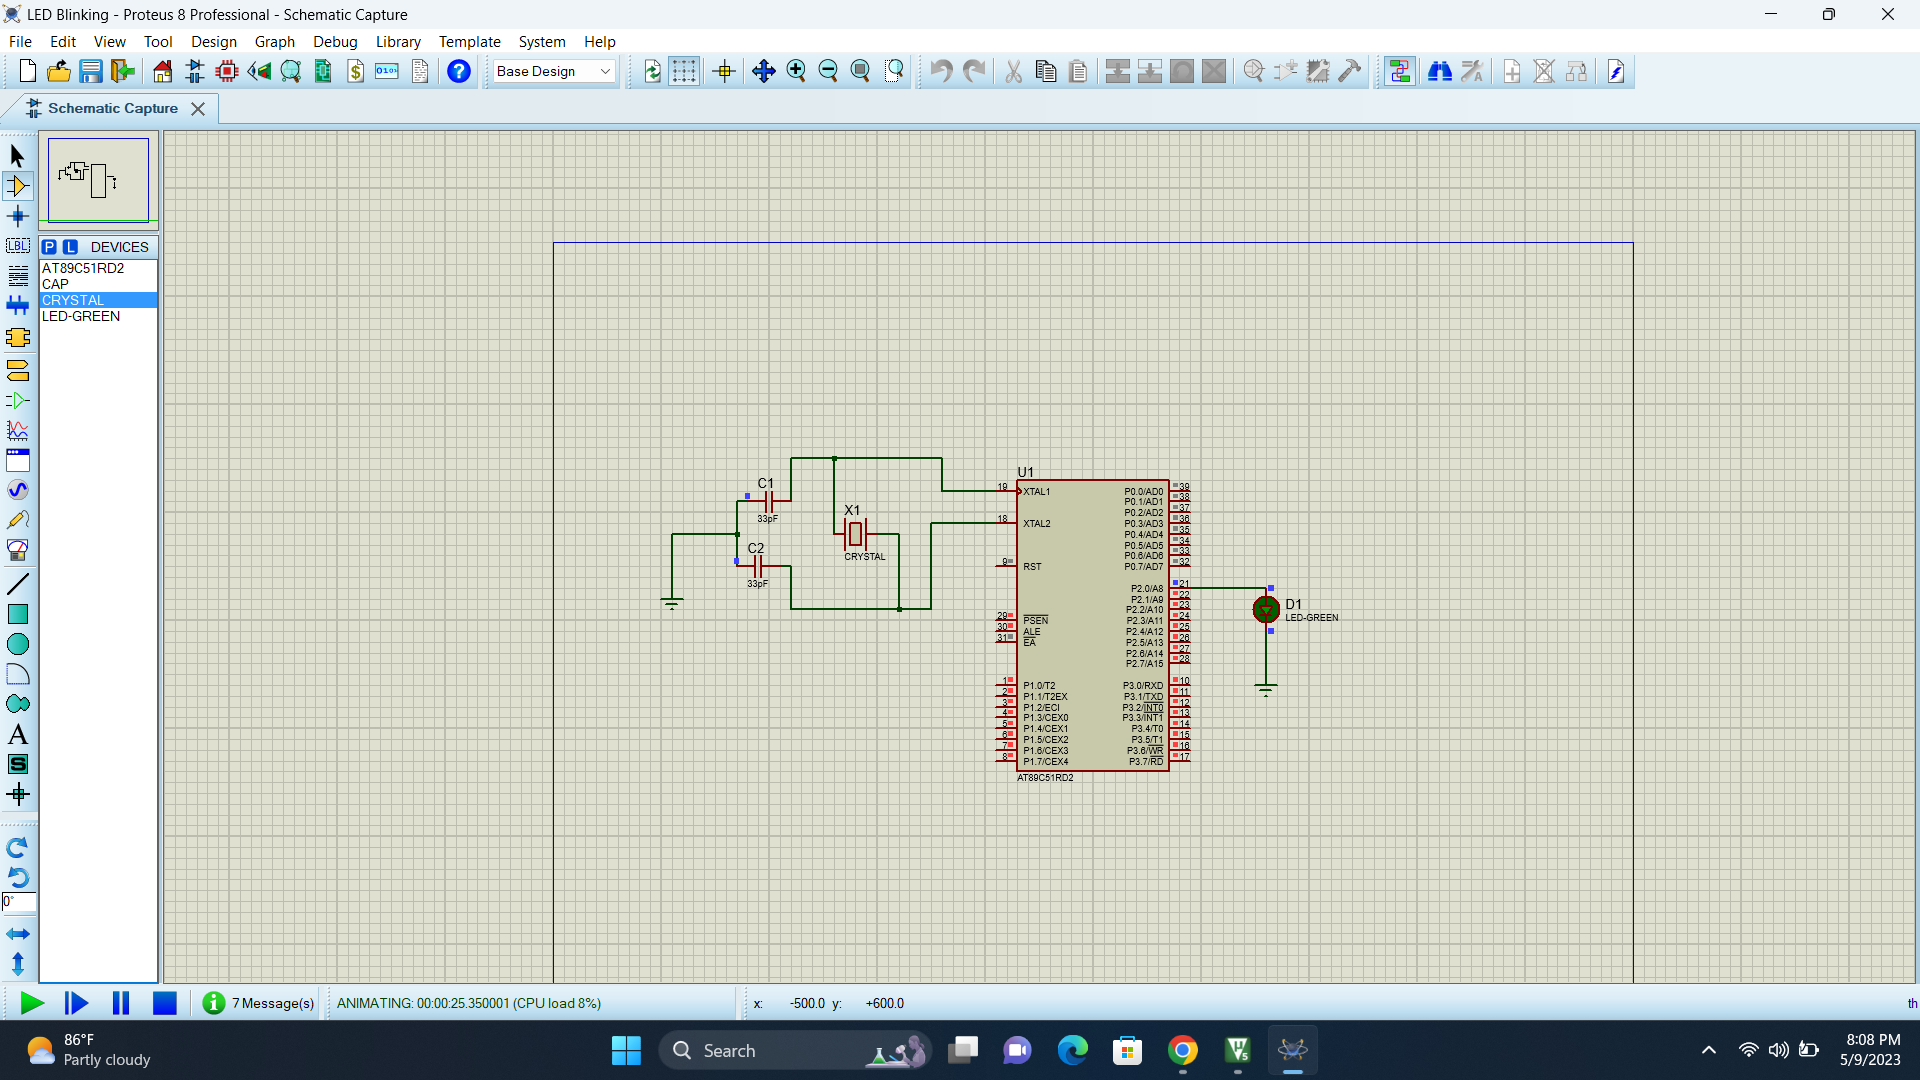 LED Blinking - Proteus 8 Professional - Schematic Capture
File Edit View Tool Design Graph Debug Library Template System Help
Base Design
Schematic Capture
P L DEVICES
AT89C51RD2
CAP
CRYSTAL
LED-GREEN
LBL
A
S
0°
C1
33pF
C2
33pF
X1
CRYSTAL
U1
19 XTAL1
18 XTAL2
9 RST
29 PSEN
30 ALE
31 EA
1 P1.0/T2
2 P1.1/T2EX
3 P1.2/ECI
4 P1.3/CEX0
5 P1.4/CEX1
6 P1.5/CEX2
7 P1.6/CEX3
8 P1.7/CEX4
P0.0/AD0 39
P0.1/AD1 38
P0.2/AD2 37
P0.3/AD3 36
P0.4/AD4 35
P0.5/AD5 34
P0.6/AD6 33
P0.7/AD7 32
P2.0/A8 21
P2.1/A9 22
P2.2/A10 23
P2.3/A11 24
P2.4/A12 25
P2.5/A13 26
P2.6/A14 27
P2.7/A15 28
P3.0/RXD 10
P3.1/TXD 11
P3.2/INT0 12
P3.3/INT1 13
P3.4/T0 14
P3.5/T1 15
P3.6/WR 16
P3.7/RD 17
AT89C51RD2
D1
LED-GREEN
7 Message(s)
ANIMATING: 00:00:25.350001 (CPU load 8%)
x: -500.0 y: +600.0
th
86°F
Partly cloudy
Search
8:08 PM
5/9/2023